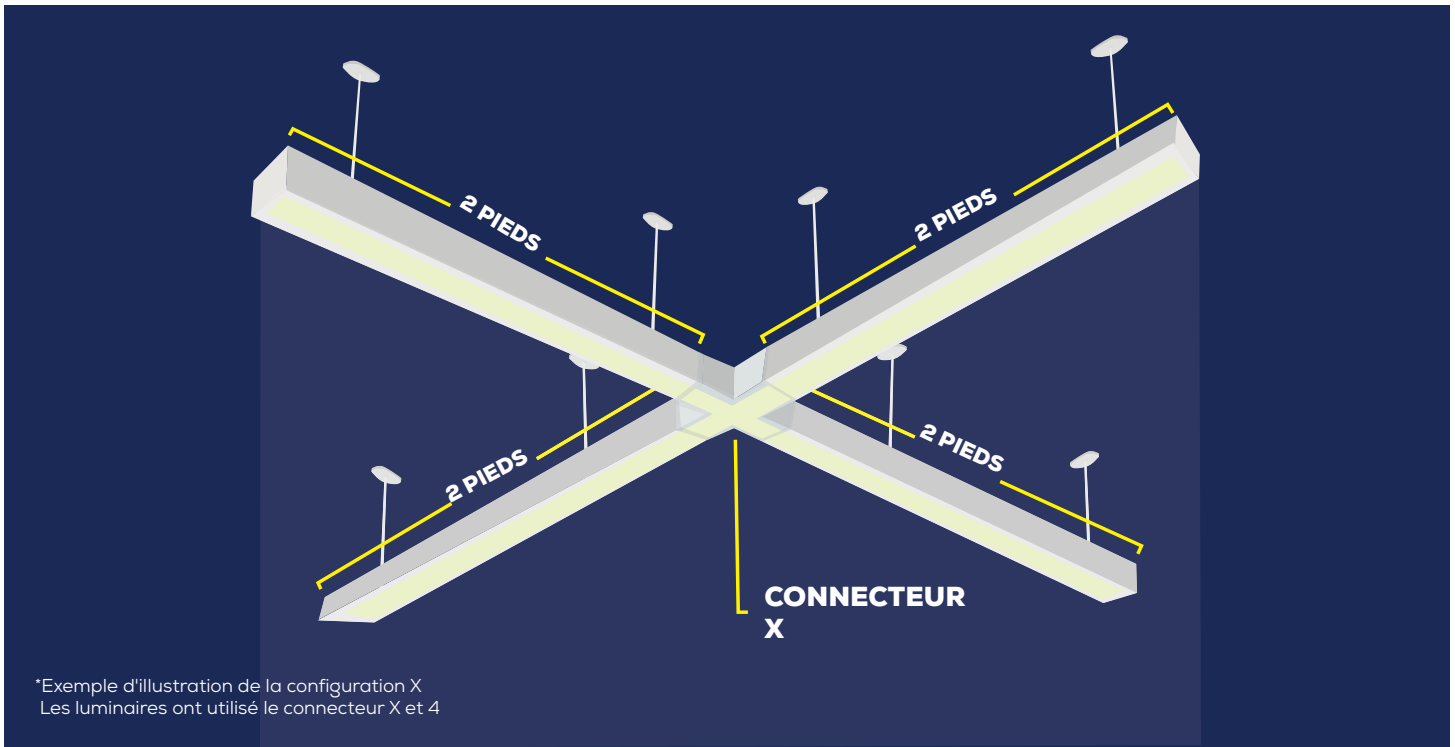 2 PIEDS
2 PIEDS
2 PIEDS
2 PIEDS
CONNECTEUR
X
*Exemple d'illustration de la configuration X
Les luminaires ont utilisé le connecteur X et 4